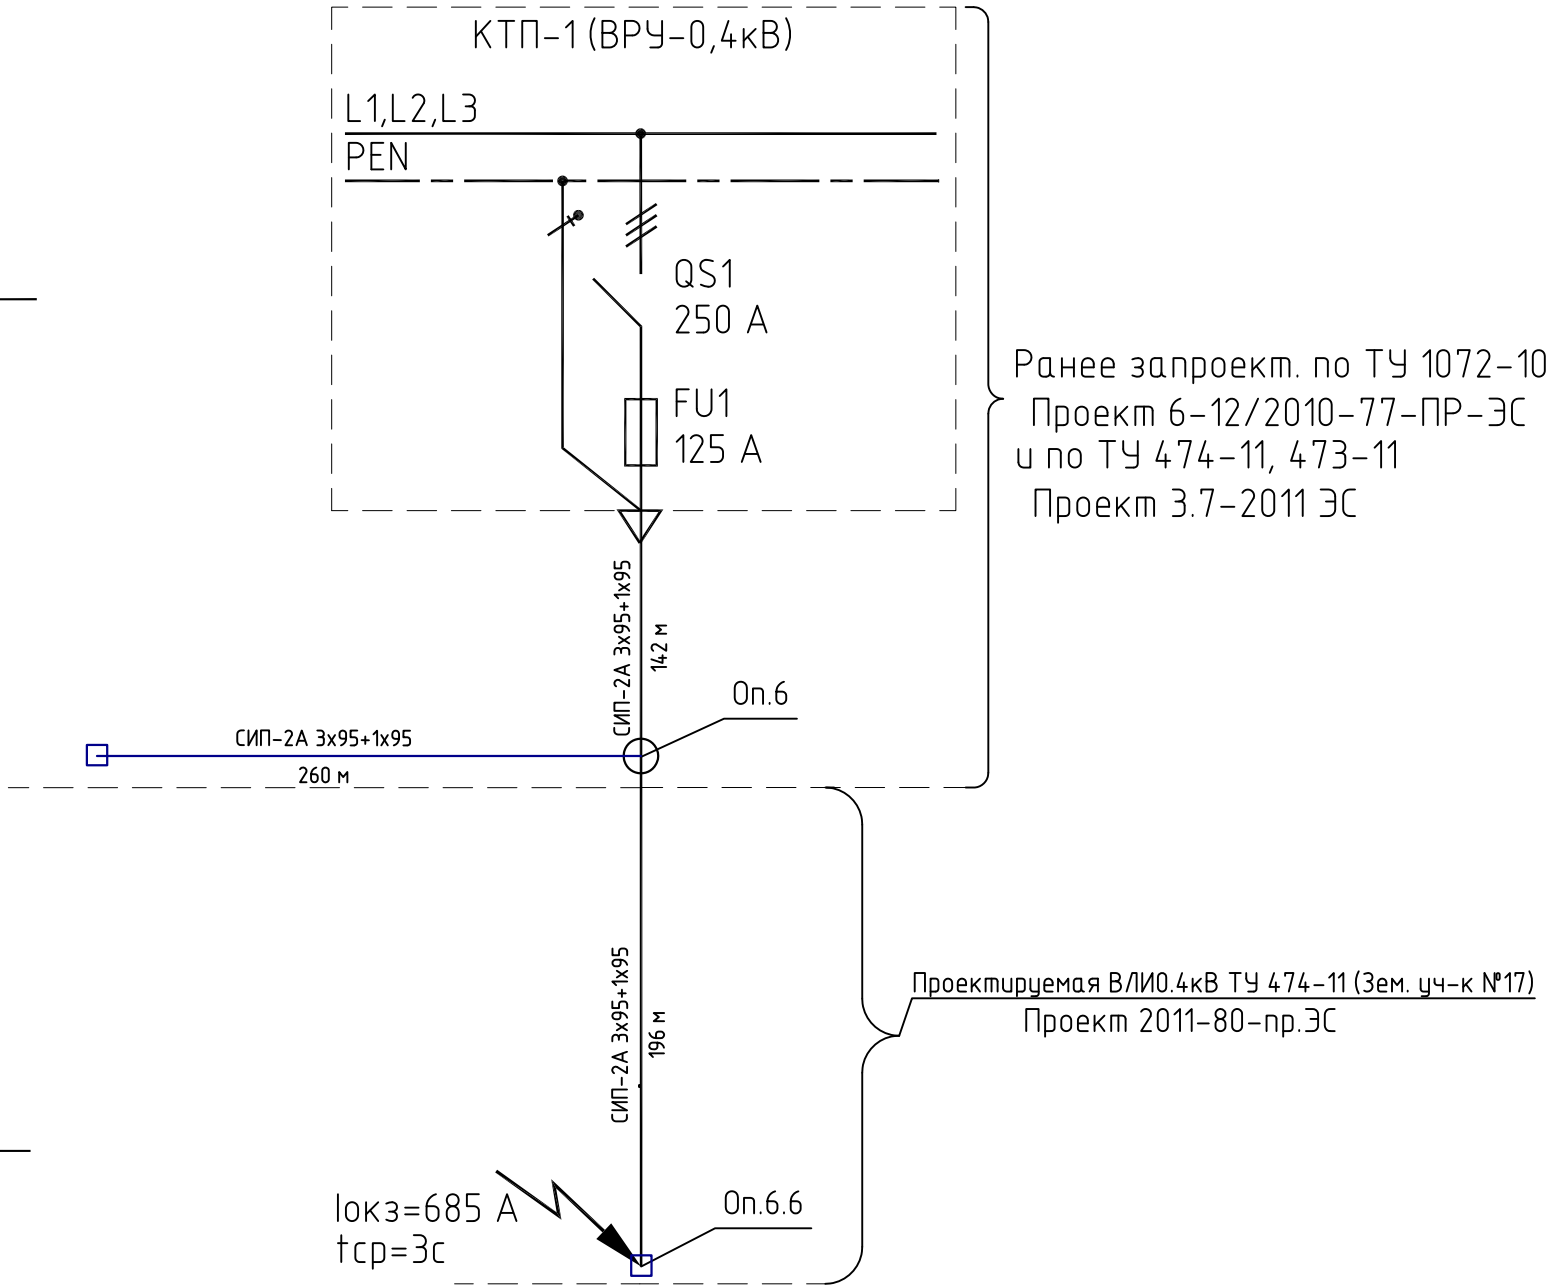 КТП-1 (ВРУ-0,4кВ)
L1,L2,L3
PEN
QS1
250 А
FU1
125 А
Ранее запроект. по ТУ 1072-10
Проект 6-12/2010-77-ПР-ЭС
и по ТУ 474-11, 473-11
Проект 3.7-2011 ЭС
СИП-2А 3х95+1х95
142 м
Оп.6
СИП-2А 3х95+1х95
260 м
СИП-2А 3х95+1х95
196 м
Проектируемая ВЛИ0.4кВ ТУ 474-11 (Зем. уч-к №17)
Проект 2011-80-пр.ЭС
Iокз=685 А
tср=3с
Оп.6.6